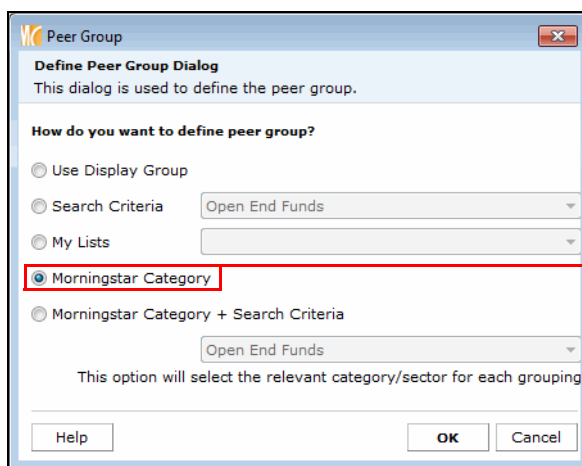 Peer Group
Define Peer Group Dialog
This dialog is used to define the peer group.
How do you want to define peer group?
Use Display Group
Search Criteria Open End Funds
My Lists
Morningstar Category
Morningstar Category + Search Criteria
Open End Funds
This option will select the relevant category/sector for each grouping
Help OK Cancel